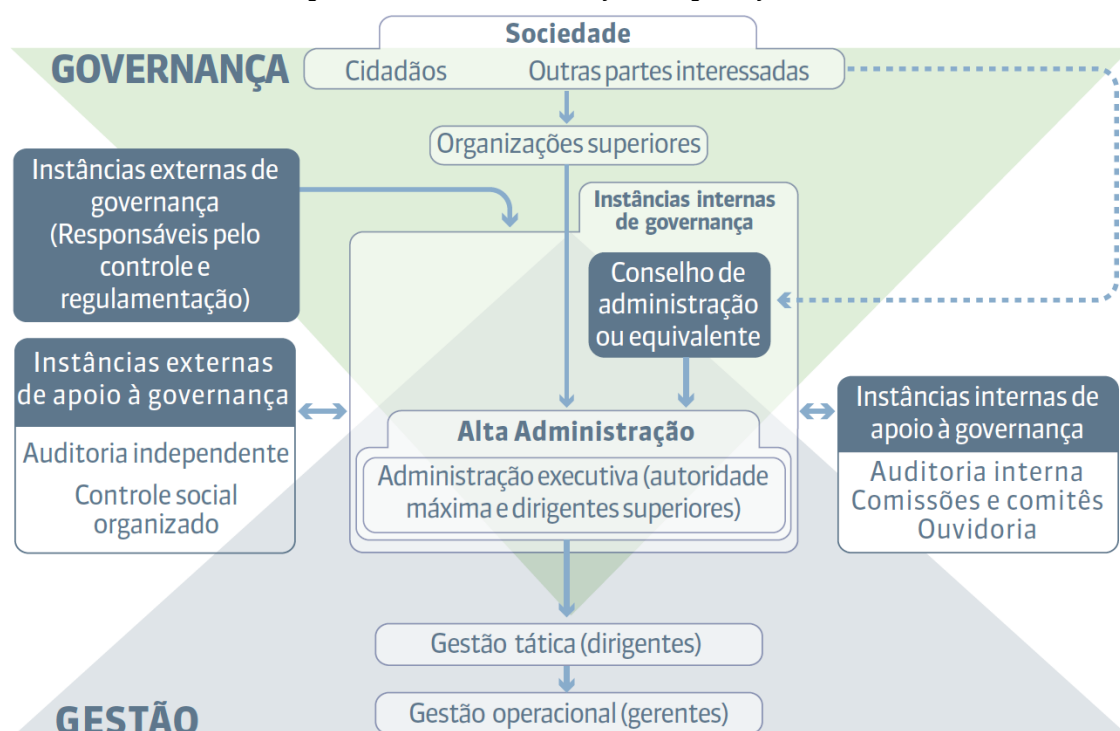 Sociedade
GOVERNANÇA
Cidadãos
Outras partes interessadas
Organizações superiores
Instâncias externas de
governança
(Responsáveis pelo
controle e
regulamentação)
Instâncias internas
de governança
Conselho de
administração
ou equivalente
Instâncias externas
de apoio à governança
Auditoria independente
Controle social
organizado
Alta Administração
Administração executiva (autoridade
máxima e dirigentes superiores)
Instâncias internas de
apoio à governança
Auditoria interna
Comissões e comitês
Ouvidoria
Gestão tática (dirigentes)
Gestão operacional (gerentes)
GESTÃO